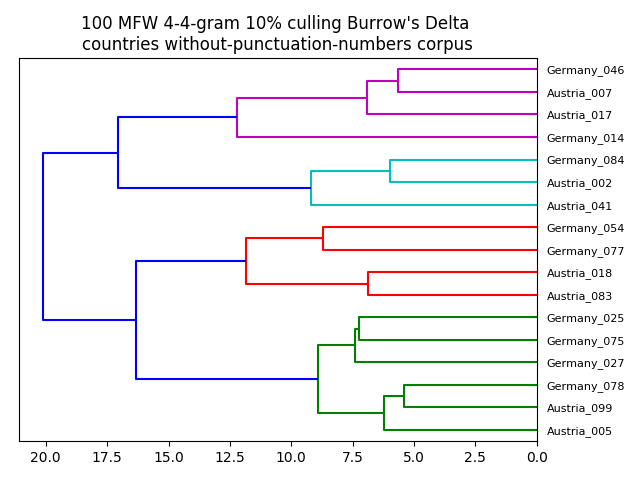 100 MFW 4-4-gram 10% culling Burrow's Delta
countries without-punctuation-numbers corpus
Germany_046
Austria_007
Austria_017
Germany_014
Germany_084
Austria_002
Austria_041
Germany_054
Germany_077
Austria_018
Austria_083
Germany_025
Germany_075
Germany_027
Germany_078
Austria_099
Austria_005
20.0 17.5 15.0 12.5 10.0 7.5 5.0 2.5 0.0